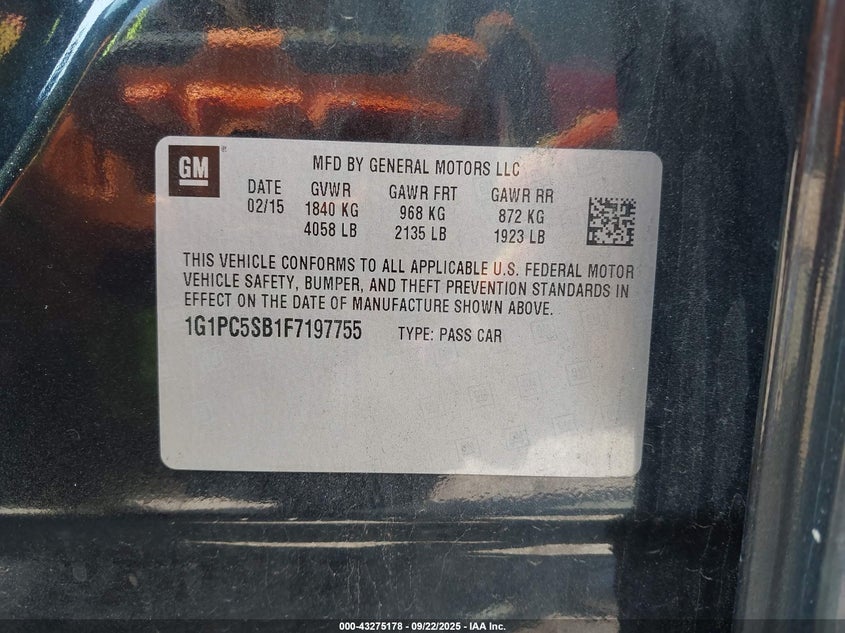 GM
MFD BY GENERAL MOTORS LLC
DATE GVWR GAWR FRT GAWR RR
02/15 1840 KG 968 KG 872 KG
4058 LB 2135 LB 1923 LB
THIS VEHICLE CONFORMS TO ALL APPLICABLE U.S. FEDERAL MOTOR
VEHICLE SAFETY, BUMPER, AND THEFT PREVENTION STANDARDS IN
EFFECT ON THE DATE OF MANUFACTURE SHOWN ABOVE.
1G1PC5SB1F7197755 TYPE: PASS CAR
000-43275178 - 09/22/2025 - IAA Inc.